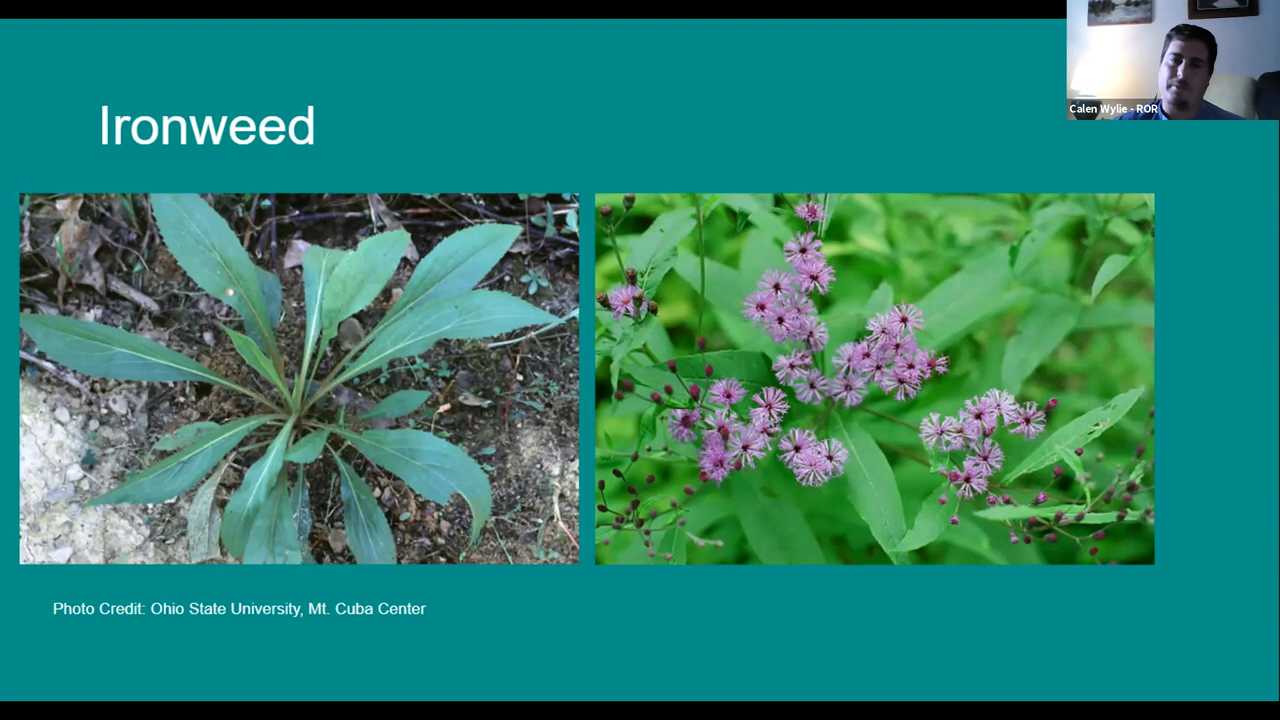 Ironweed
Calen Wylie - ROR
Photo Credit: Ohio State University, Mt. Cuba Center